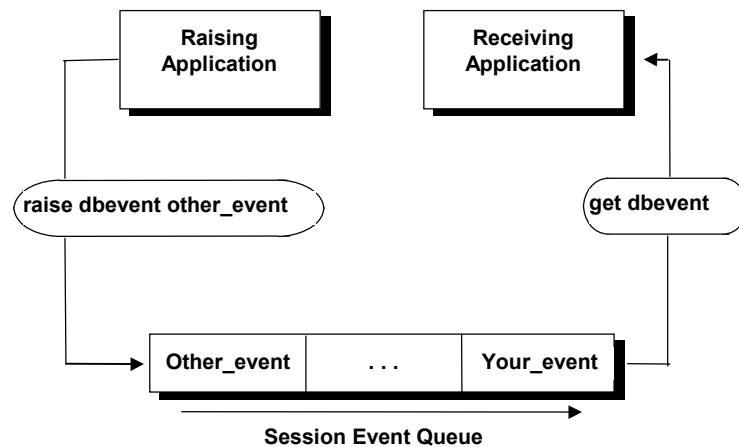 Raising
Application
Receiving
Application
raise dbevent other_event
get dbevent
Other_event
. . .
Your_event
Session Event Queue